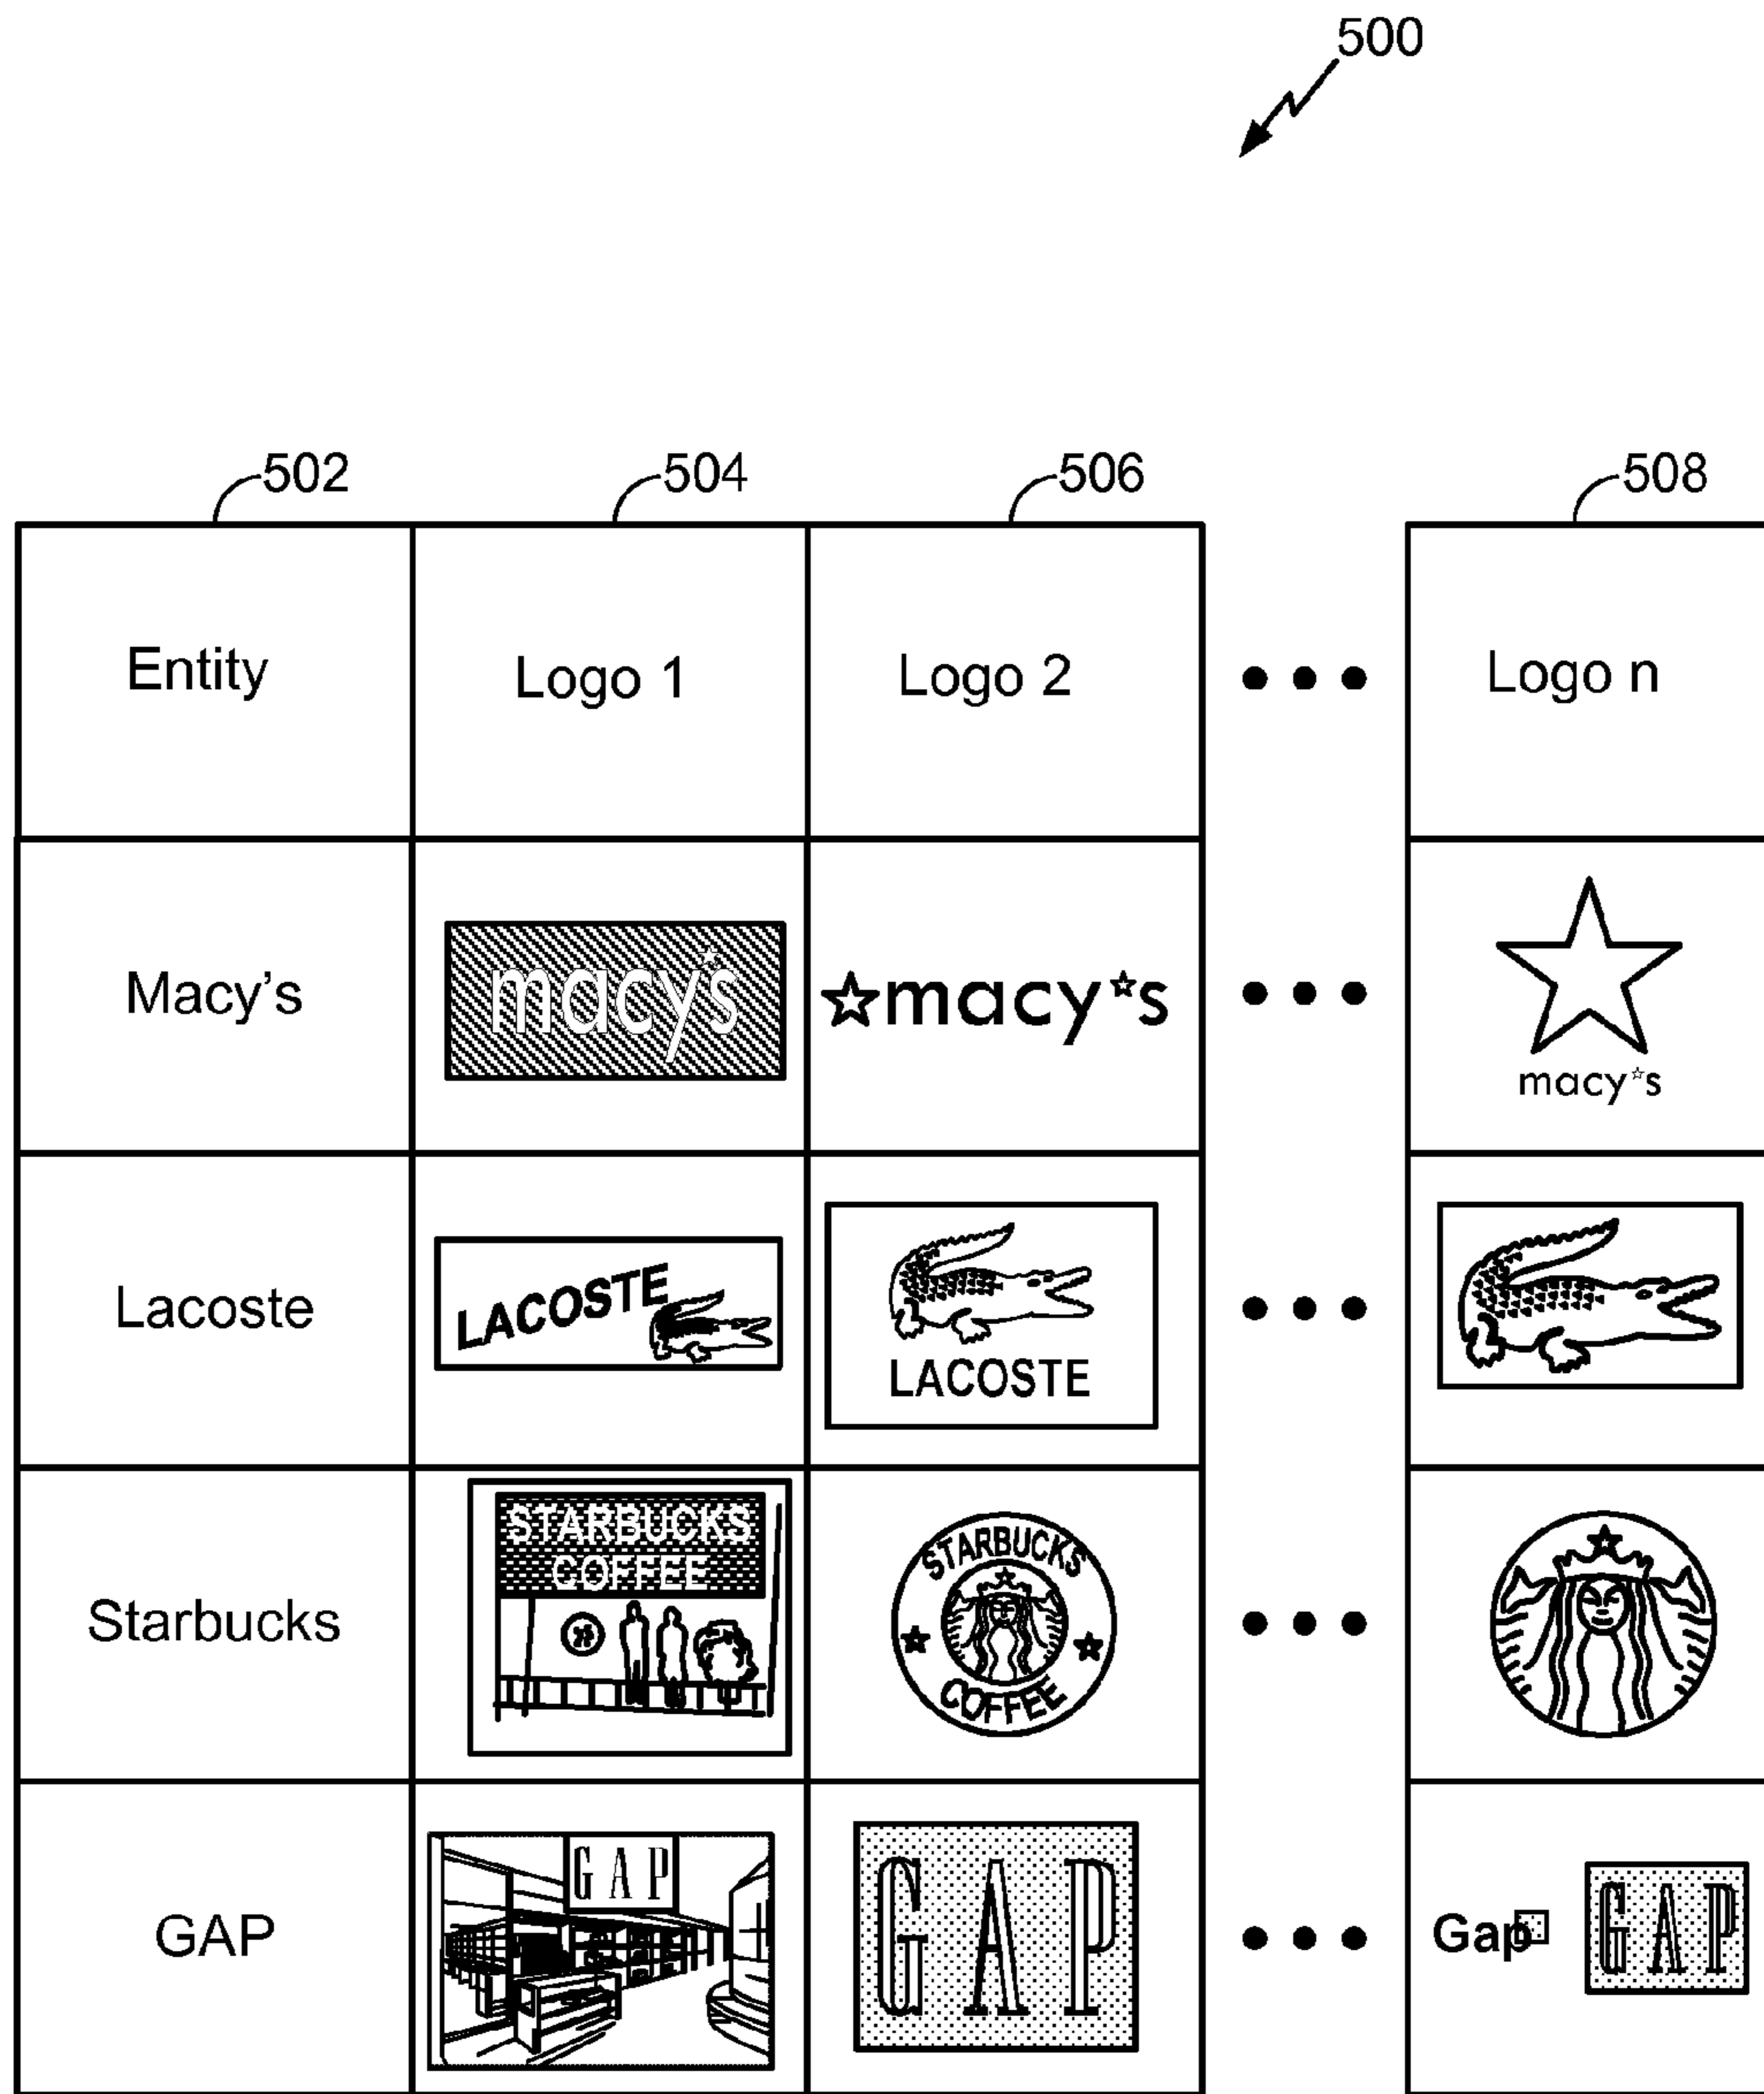 500
502 504 506 508
Entity Logo 1 Logo 2 Logo n
Macy's macy's macy*s macy*s
Lacoste LACOSTE LACOSTE
Starbucks STARBUCKS COFFEE STARBUCKS COFFEE
GAP GAP GAP Gap GAP